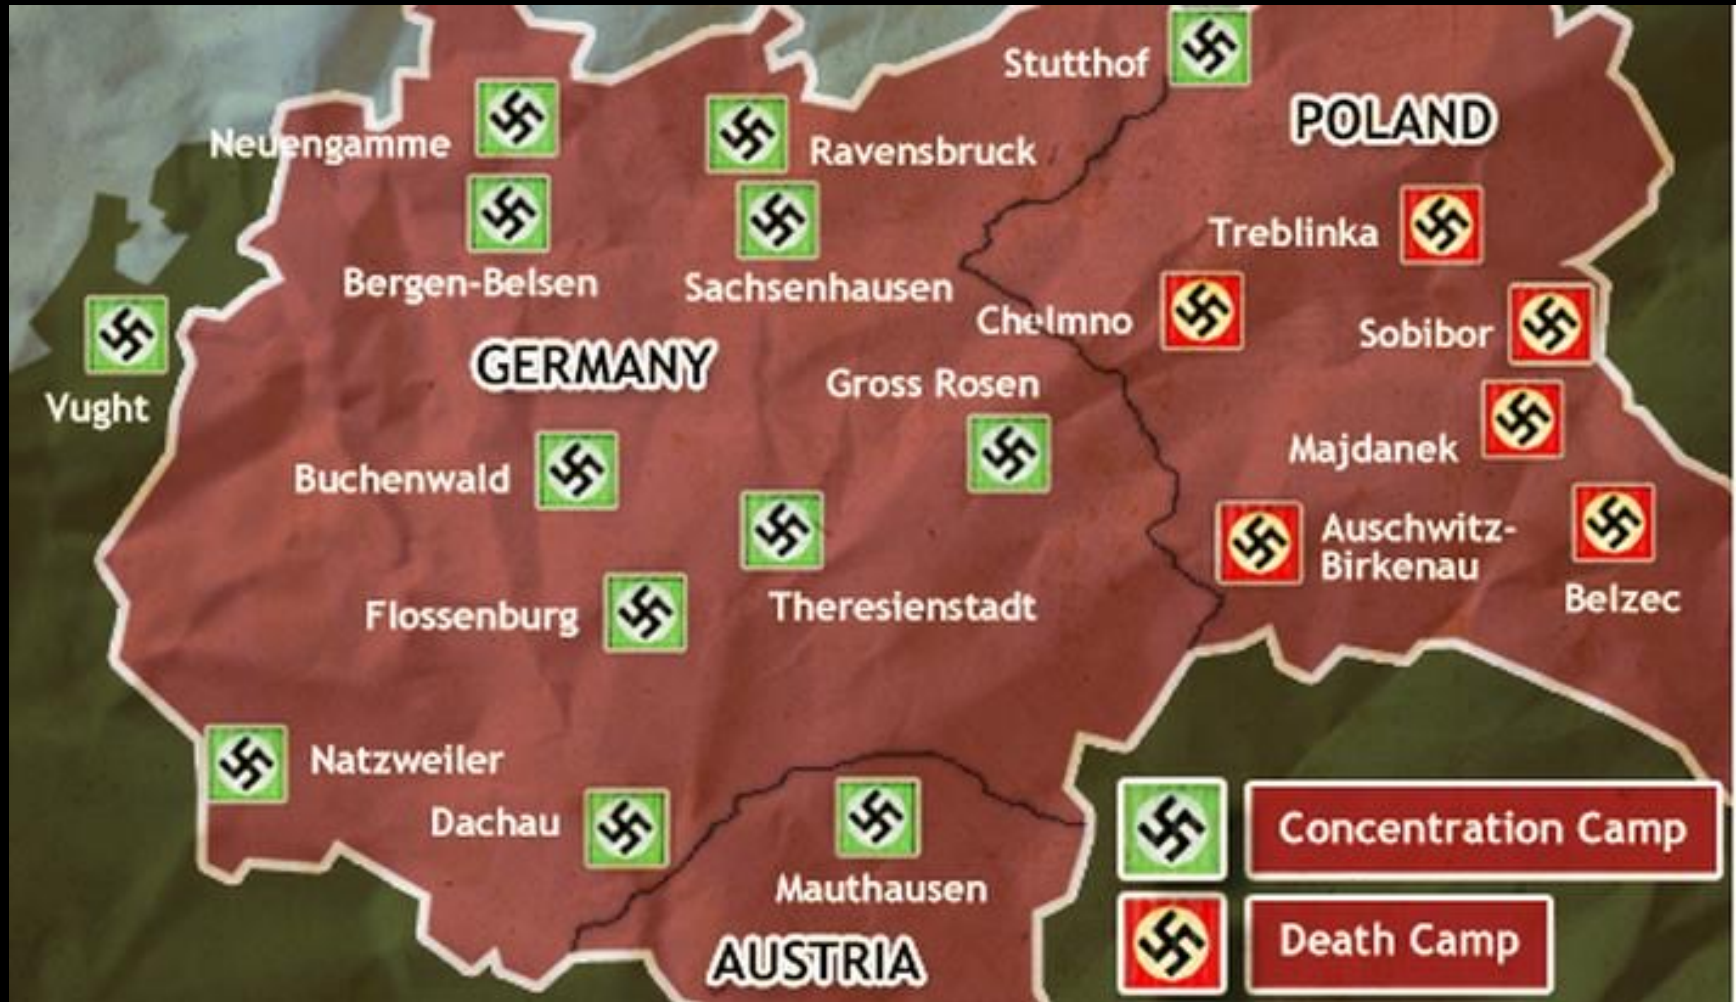 Stutthof
POLAND
Neuengamme
Ravensbruck
Treblinka
Bergen-Belsen
Sachsenhausen
Chelmno
Sobibor
GERMANY
Gross Rosen
Vught
Majdanek
Buchenwald
Auschwitz-
Birkenau
Belzec
Flossenburg
Theresienstadt
Natzweiler
Dachau
Concentration Camp
Mauthausen
Death Camp
AUSTRIA